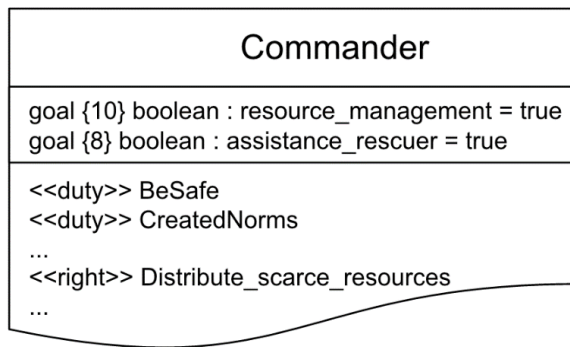 Commander
goal {10} boolean : resource_management = true
goal {8} boolean : assistance_rescuer = true
<<duty>> BeSafe
<<duty>> CreatedNorms
...
<<right>> Distribute_scarce_resources
...